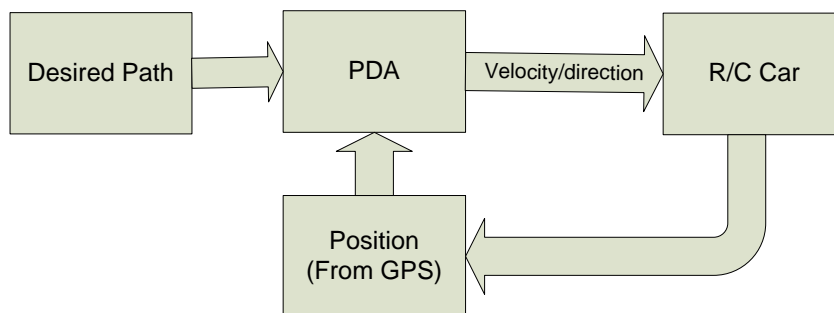 Desired Path
PDA
Velocity/direction
R/C Car
Position
(From GPS)